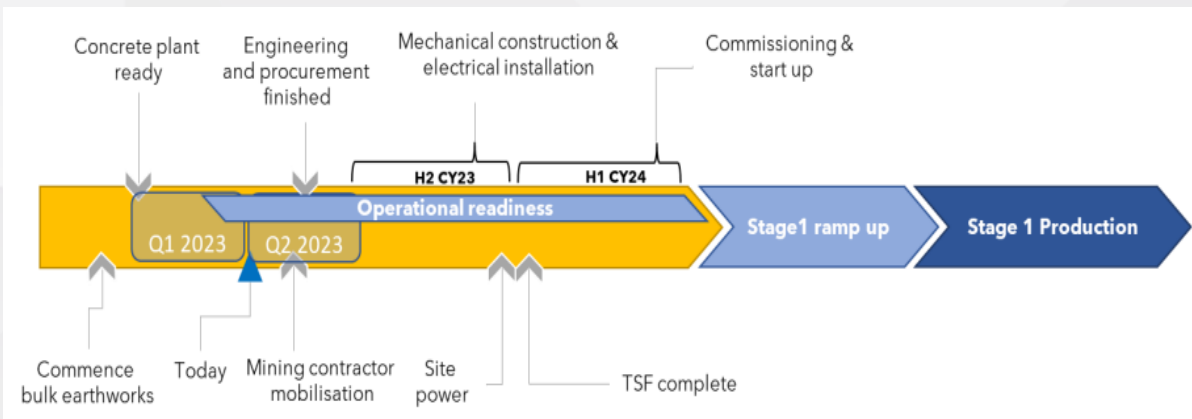 Concrete plant
ready
Engineering
and procurement
finished
Mechanical construction &
electrical installation
Commissioning &
start up
H2 CY23
H1 CY24
Operational readiness
Q1 2023
Q2 2023
Stage1 ramp up
Stage 1 Production
Commence
bulk earthworks
Today
Mining contractor
mobilisation
Site
power
TSF complete